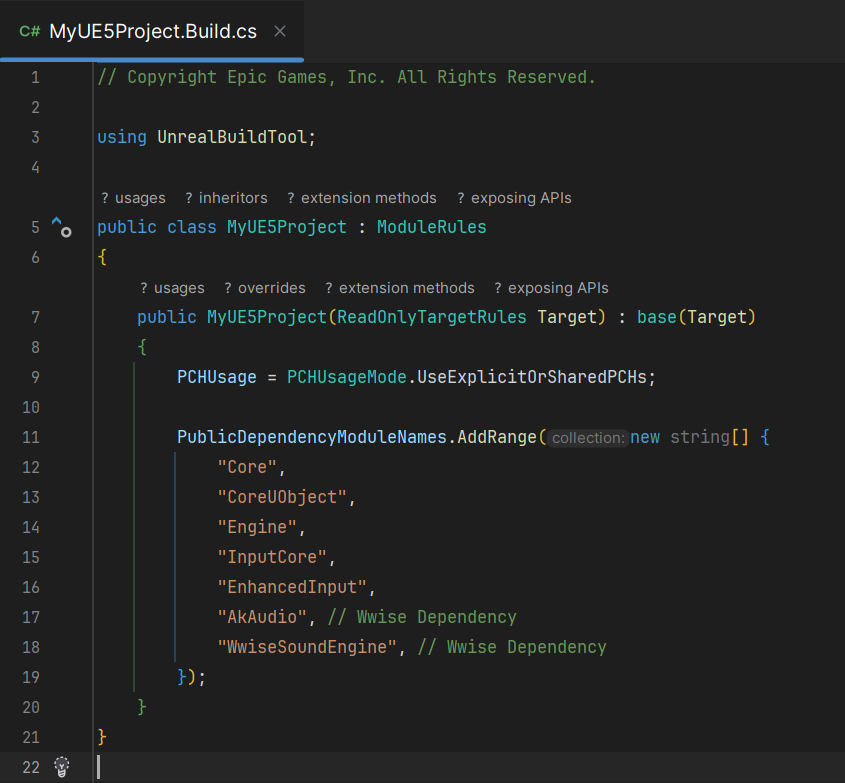 C# MyUE5Project.Build.cs ×
1 // Copyright Epic Games, Inc. All Rights Reserved.
2
3 using UnrealBuildTool;
4
? usages ? inheritors ? extension methods ? exposing APIs
5 public class MyUE5Project : ModuleRules
6 {
? usages ? overrides ? extension methods ? exposing APIs
7 public MyUE5Project(ReadOnlyTargetRules Target) : base(Target)
8 {
9 PCHUsage = PCHUsageMode.UseExplicitOrSharedPCHs;
10
11 PublicDependencyModuleNames.AddRange(collection: new string[] {
12 "Core",
13 "CoreUObject",
14 "Engine",
15 "InputCore",
16 "EnhancedInput",
17 "AkAudio", // Wwise Dependency
18 "WwiseSoundEngine", // Wwise Dependency
19 });
20 }
21 }
22